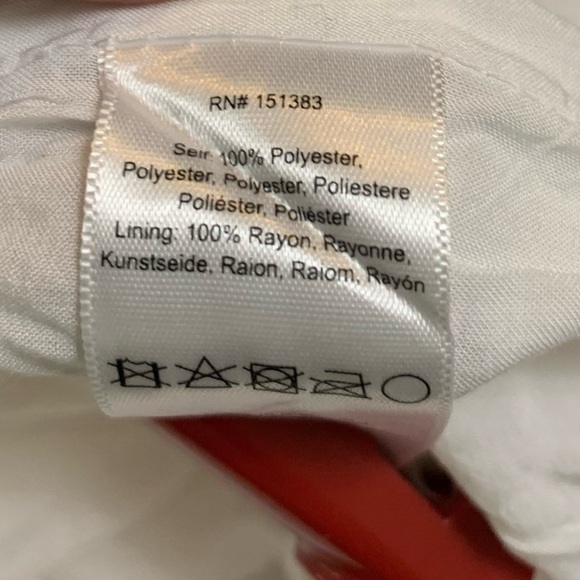 RN# 151383
Self: 100% Polyester,
Polyester, Polyester, Poliestere
Poliéster, Poliéster
Lining: 100% Rayon, Rayonne,
Kunstseide, Raion, Raiom, Rayón